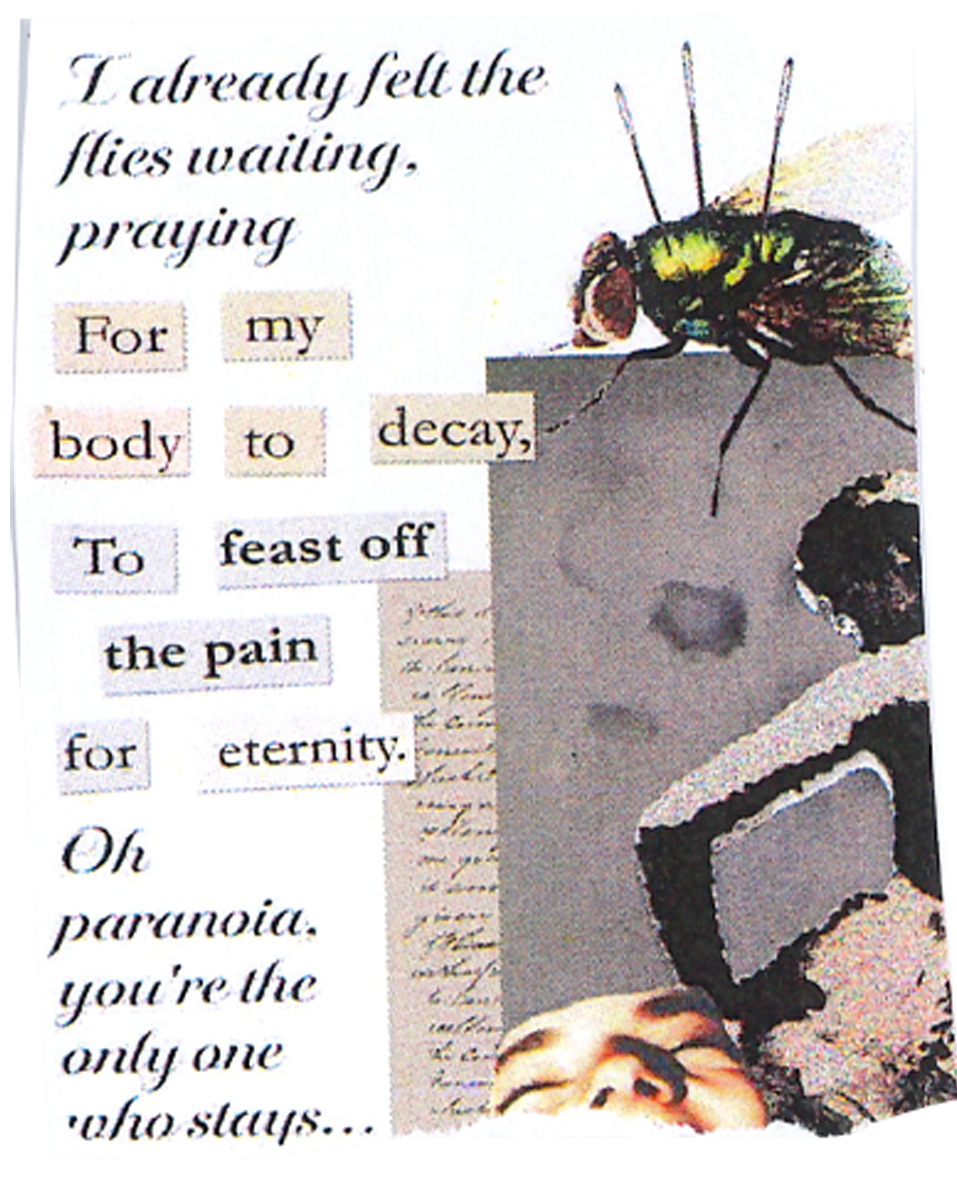 I already felt the
flies waiting,
praying
For my
body to decay,
To feast off
the pain
for eternity.
Oh
paranoia,
you're the
only one
who stays...